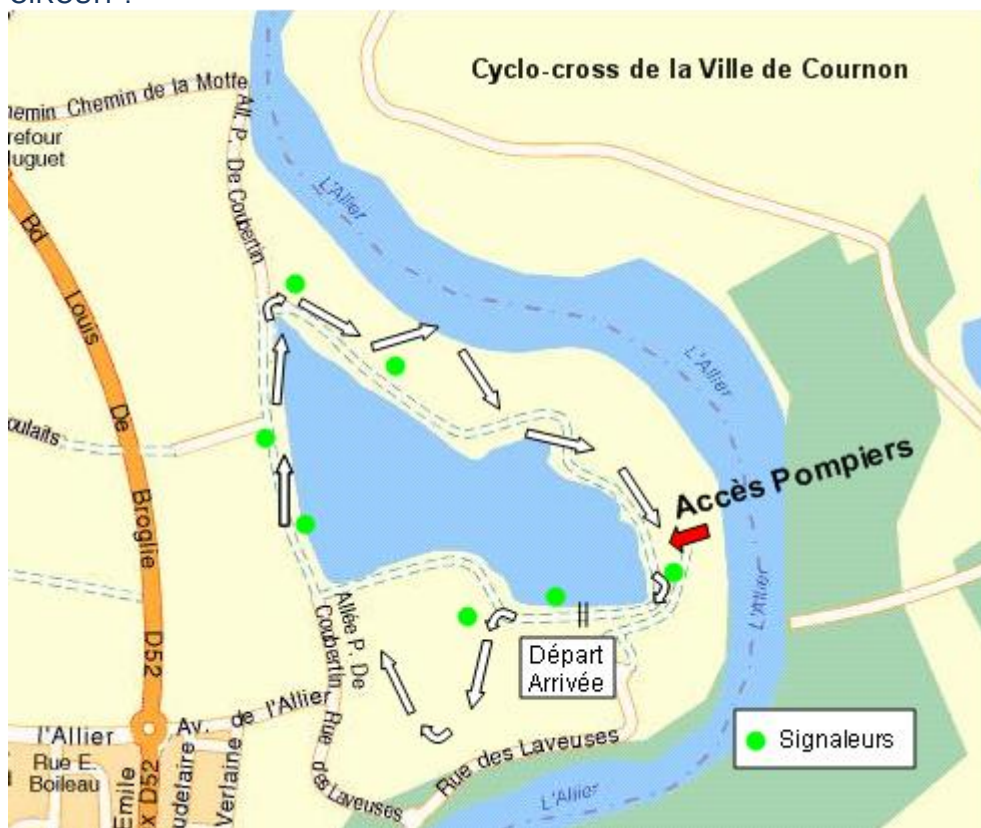 Cyclo-cross de la Ville de Cournon
Chemin de la Motte
All. P. De Coubertin
refour
luguet
Bd Louis De Broglie
L'Allier
L'Allier
L'Allier
L'Allier
oulaits
Accès Pompiers
Allée P. De
Coubertin
Départ
Arrivée
D52
Av. de l'Allier
l'Allier
Rue des Laveuses
Rue des Laveuses
Signaleurs
Rue E.
Boileau
Emile
x D52
udelaire
Verlaine